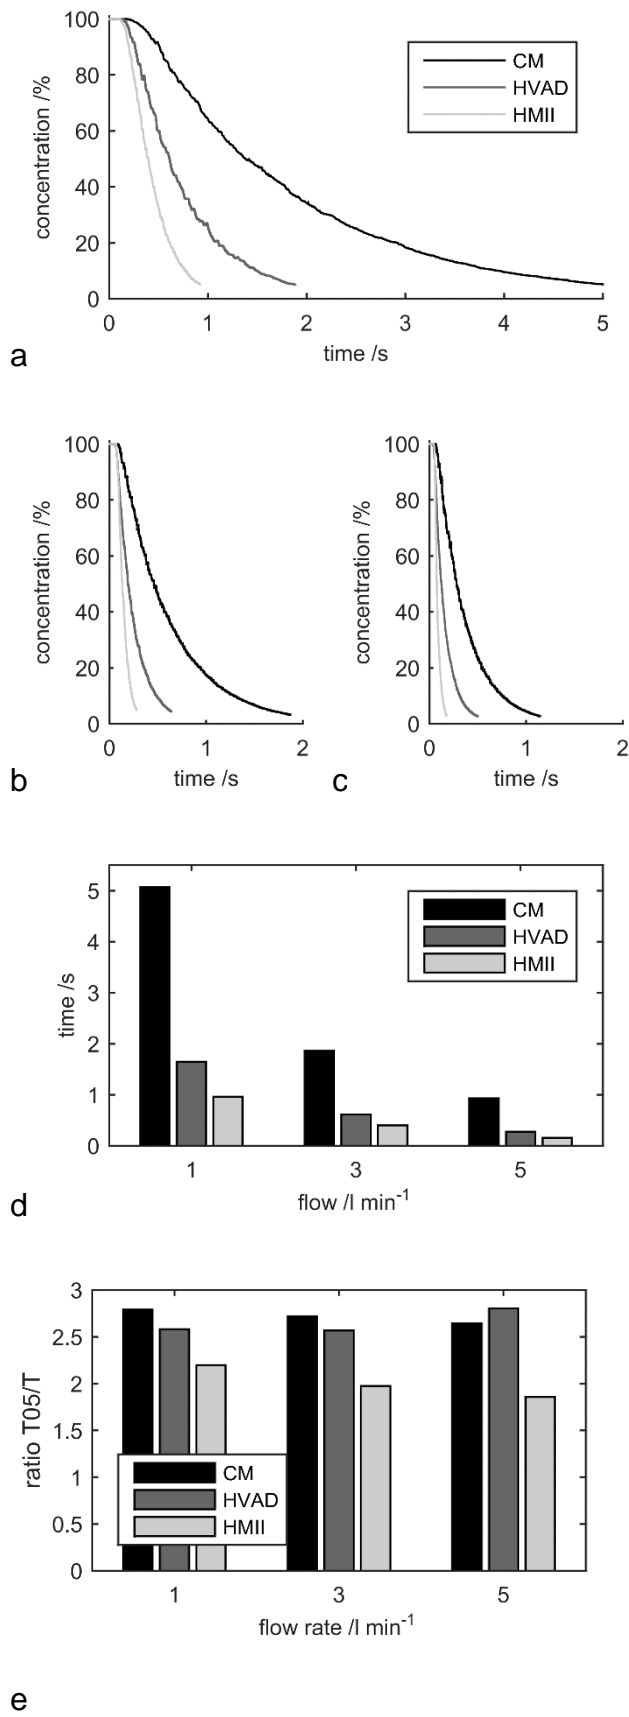 100
80
60
40
20
0
concentration /%
CM
HVAD
HMII
0 1 2 3 4 5
time /s
a
100
80
60
40
20
0
concentration /%
0 1 2
time /s
b
100
80
60
40
20
0
concentration /%
0 1 2
time /s
c
5
4
3
2
1
0
time /s
CM
HVAD
HMII
1 3 5
flow /l min⁻¹
d
3
2.5
2
1.5
1
0.5
0
ratio T05/T
CM
HVAD
HMII
1 3 5
flow rate /l min⁻¹
e